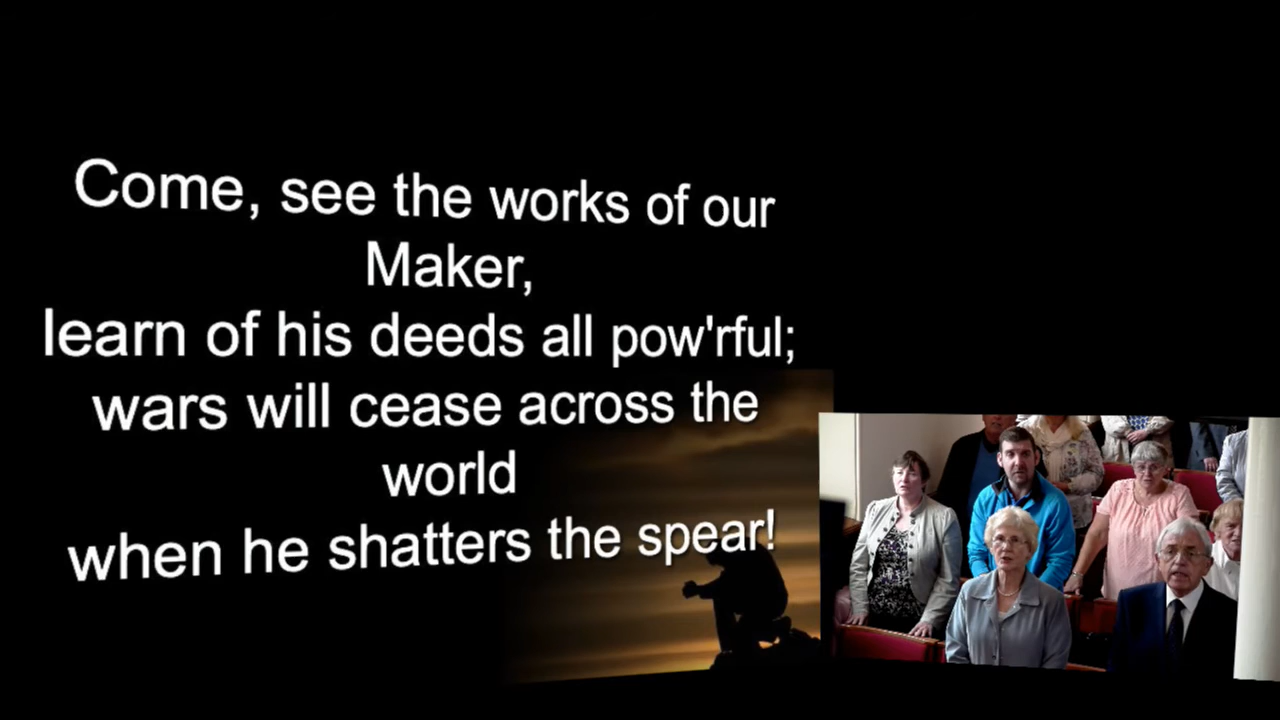 Come, see the works of our
Maker,
learn of his deeds all pow'rful;
wars will cease across the
world
when he shatters the spear!